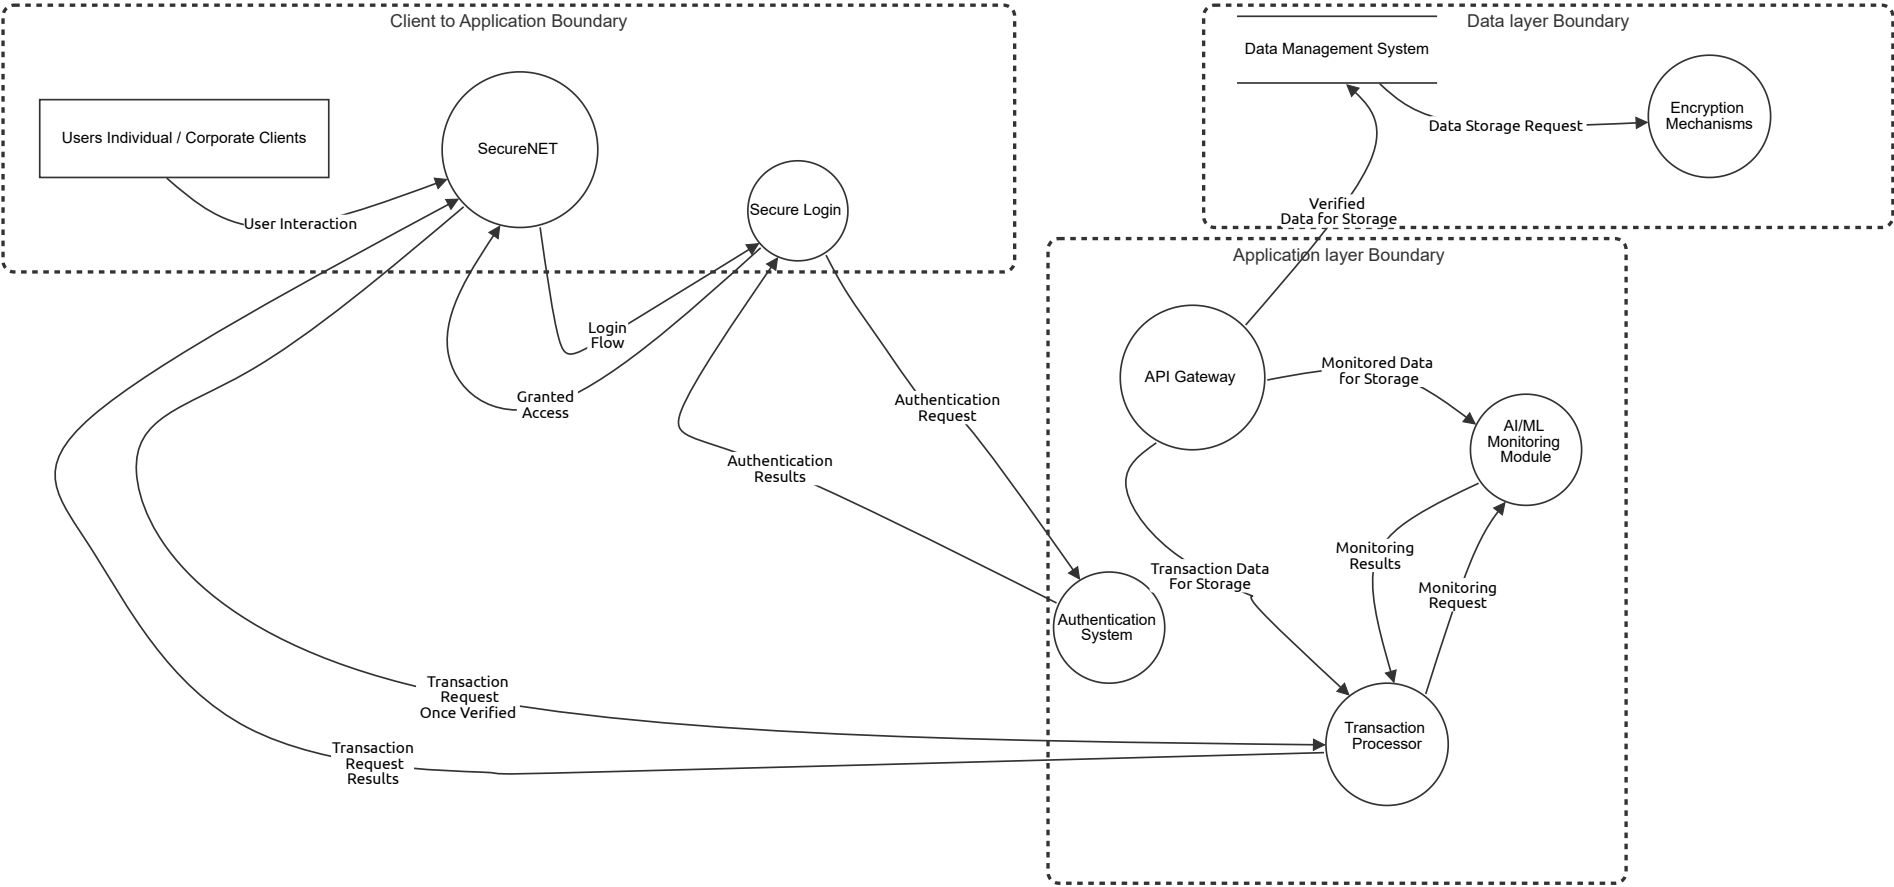 Client to Application Boundary
Users Individual / Corporate Clients
SecureNET
Secure Login
User Interaction
Login
Flow
Granted
Access
Authentication
Request
Authentication
Results
Transaction
Request
Once Verified
Transaction
Request
Results
Data layer Boundary
Data Management System
Encryption
Mechanisms
Data Storage Request
Verified
Data for Storage
Application layer Boundary
API Gateway
Monitored Data
for Storage
AI/ML
Monitoring
Module
Monitoring
Results
Monitoring
Request
Transaction Data
For Storage
Authentication
System
Transaction
Processor